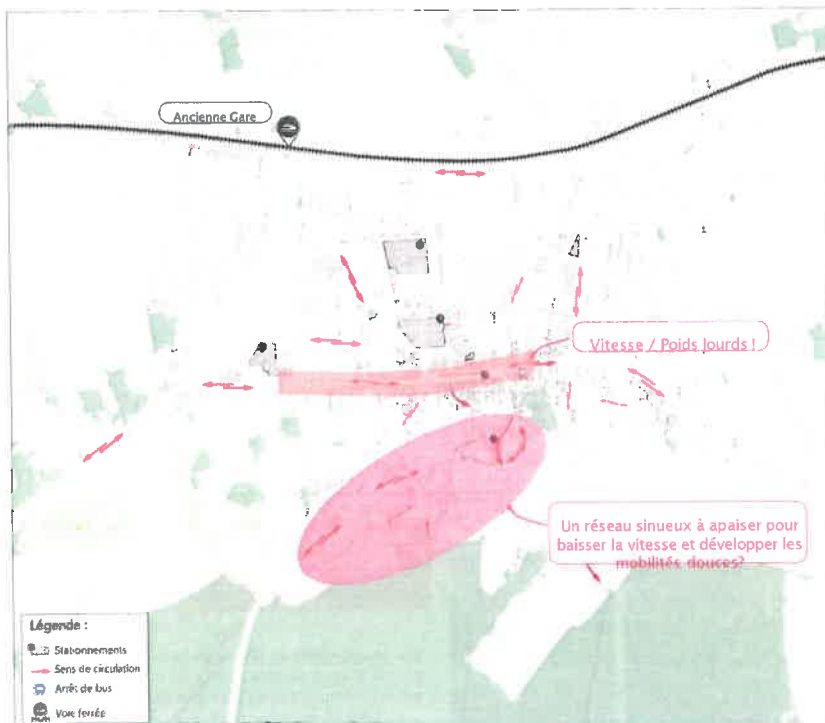 Ancienne Gare
Vitesse / Poids lourds !
Un réseau sinueux à apaiser pour
baisser la vitesse et développer les
mobilités douces?
Légende :
Stationnements
Sens de circulation
Arrêt de bus
Voie ferrée